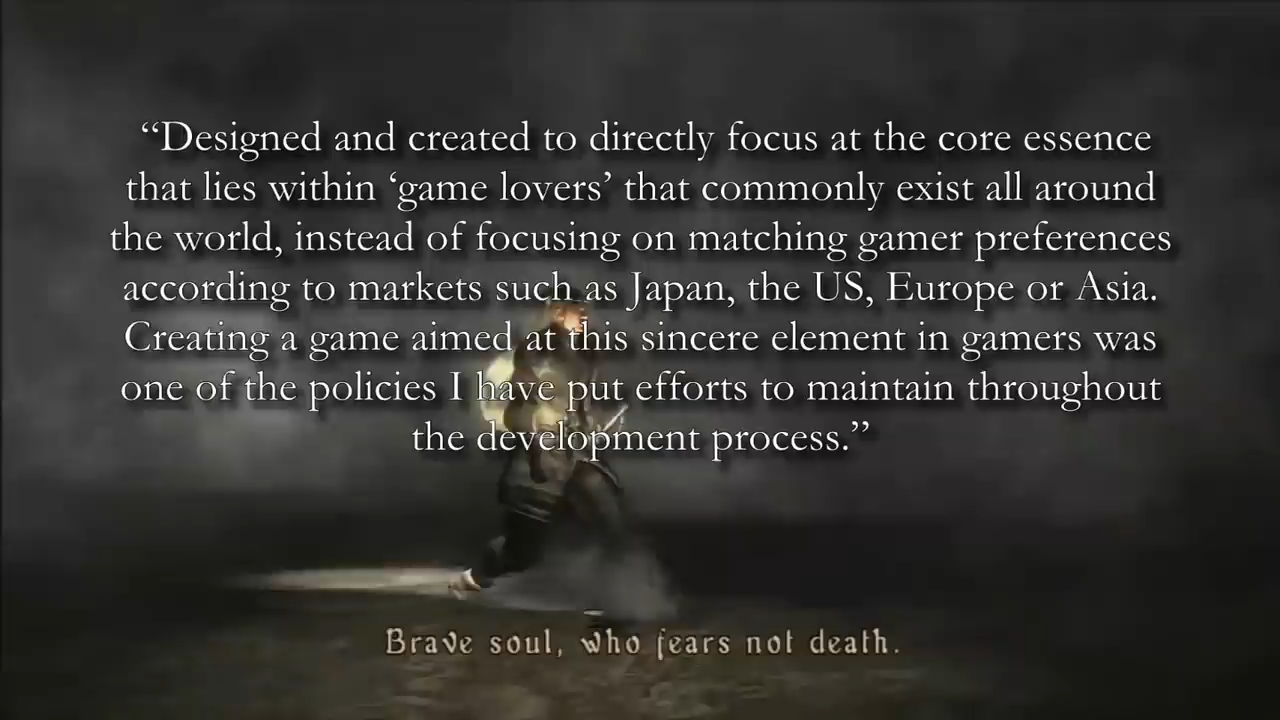 “Designed and created to directly focus at the core essence
that lies within ‘game lovers’ that commonly exist all around
the world, instead of focusing on matching gamer preferences
according to markets such as Japan, the US, Europe or Asia.
Creating a game aimed at this sincere element in gamers was
one of the policies I have put efforts to maintain throughout
the development process.”
Brave soul, who fears not death.